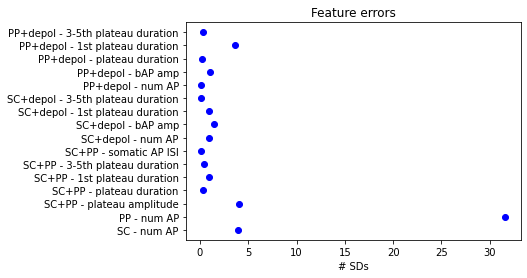 Feature errors
PP+depol - 3-5th plateau duration
PP+depol - 1st plateau duration
PP+depol - plateau duration
PP+depol - bAP amp
PP+depol - num AP
SC+depol - 3-5th plateau duration
SC+depol - 1st plateau duration
SC+depol - bAP amp
SC+depol - num AP
SC+PP - somatic AP ISI
SC+PP - 3-5th plateau duration
SC+PP - 1st plateau duration
SC+PP - plateau duration
SC+PP - plateau amplitude
PP - num AP
SC - num AP
0 5 10 15 20 25 30
# SDs